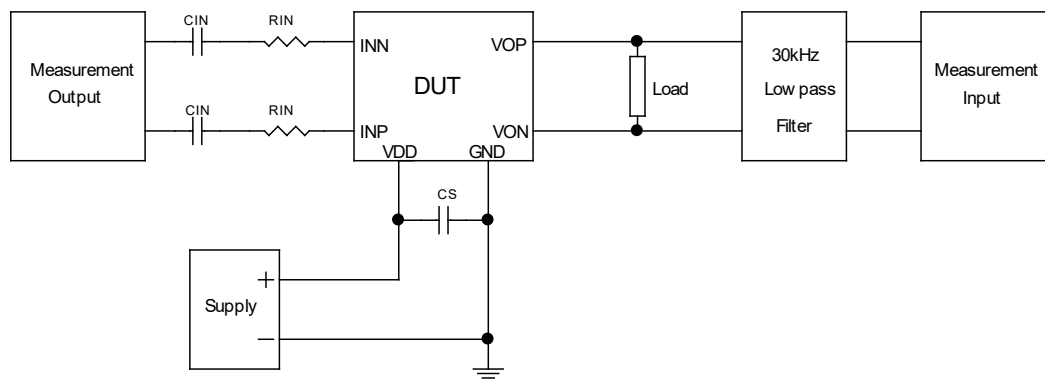 CIN
RIN
Measurement
Output
CIN
RIN
INN
INP
DUT
VOP
VON
VDD
GND
Load
30kHz
Low pass
Filter
Measurement
Input
CS
Supply
+
−